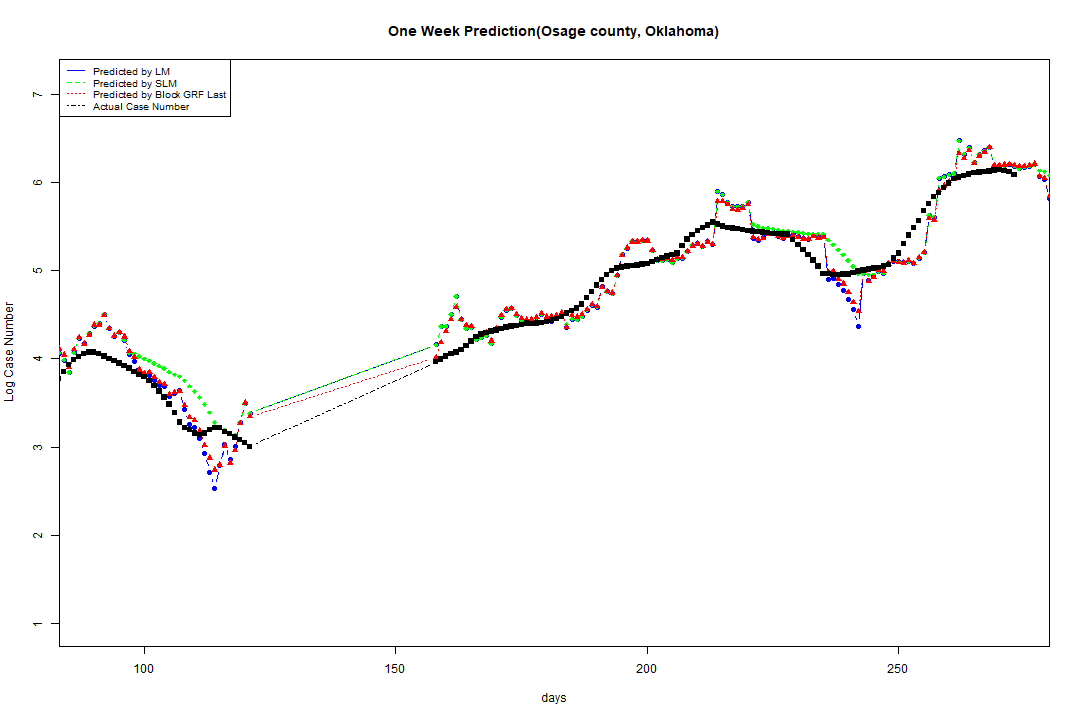 One Week Prediction(Osage county, Oklahoma)
Predicted by LM
Predicted by SLM
Predicted by Block GRF Last
Actual Case Number
Log Case Number
7
6
5
4
3
2
1
100 150 200 250
days